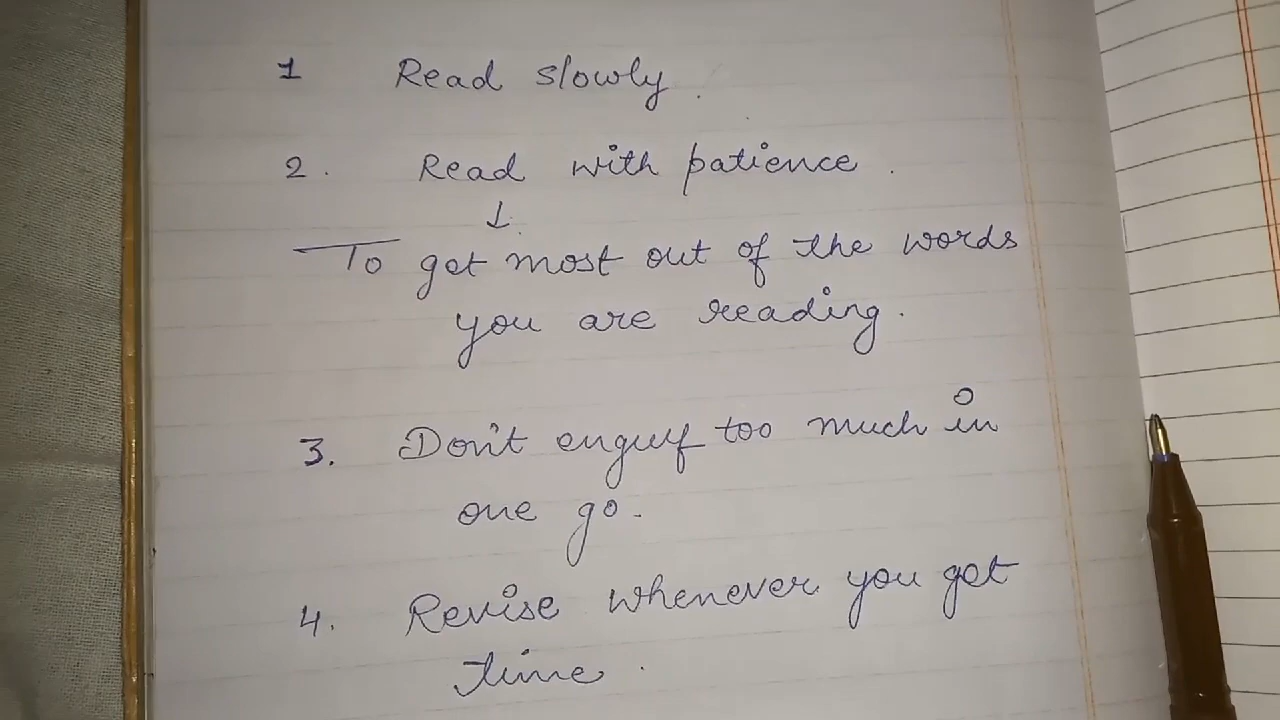 1 Read slowly.
2. Read with patience.
↓
To get most out of the words
you are reading.
3. Don't engulf too much in
one go.
4. Revise whenever you get
time.